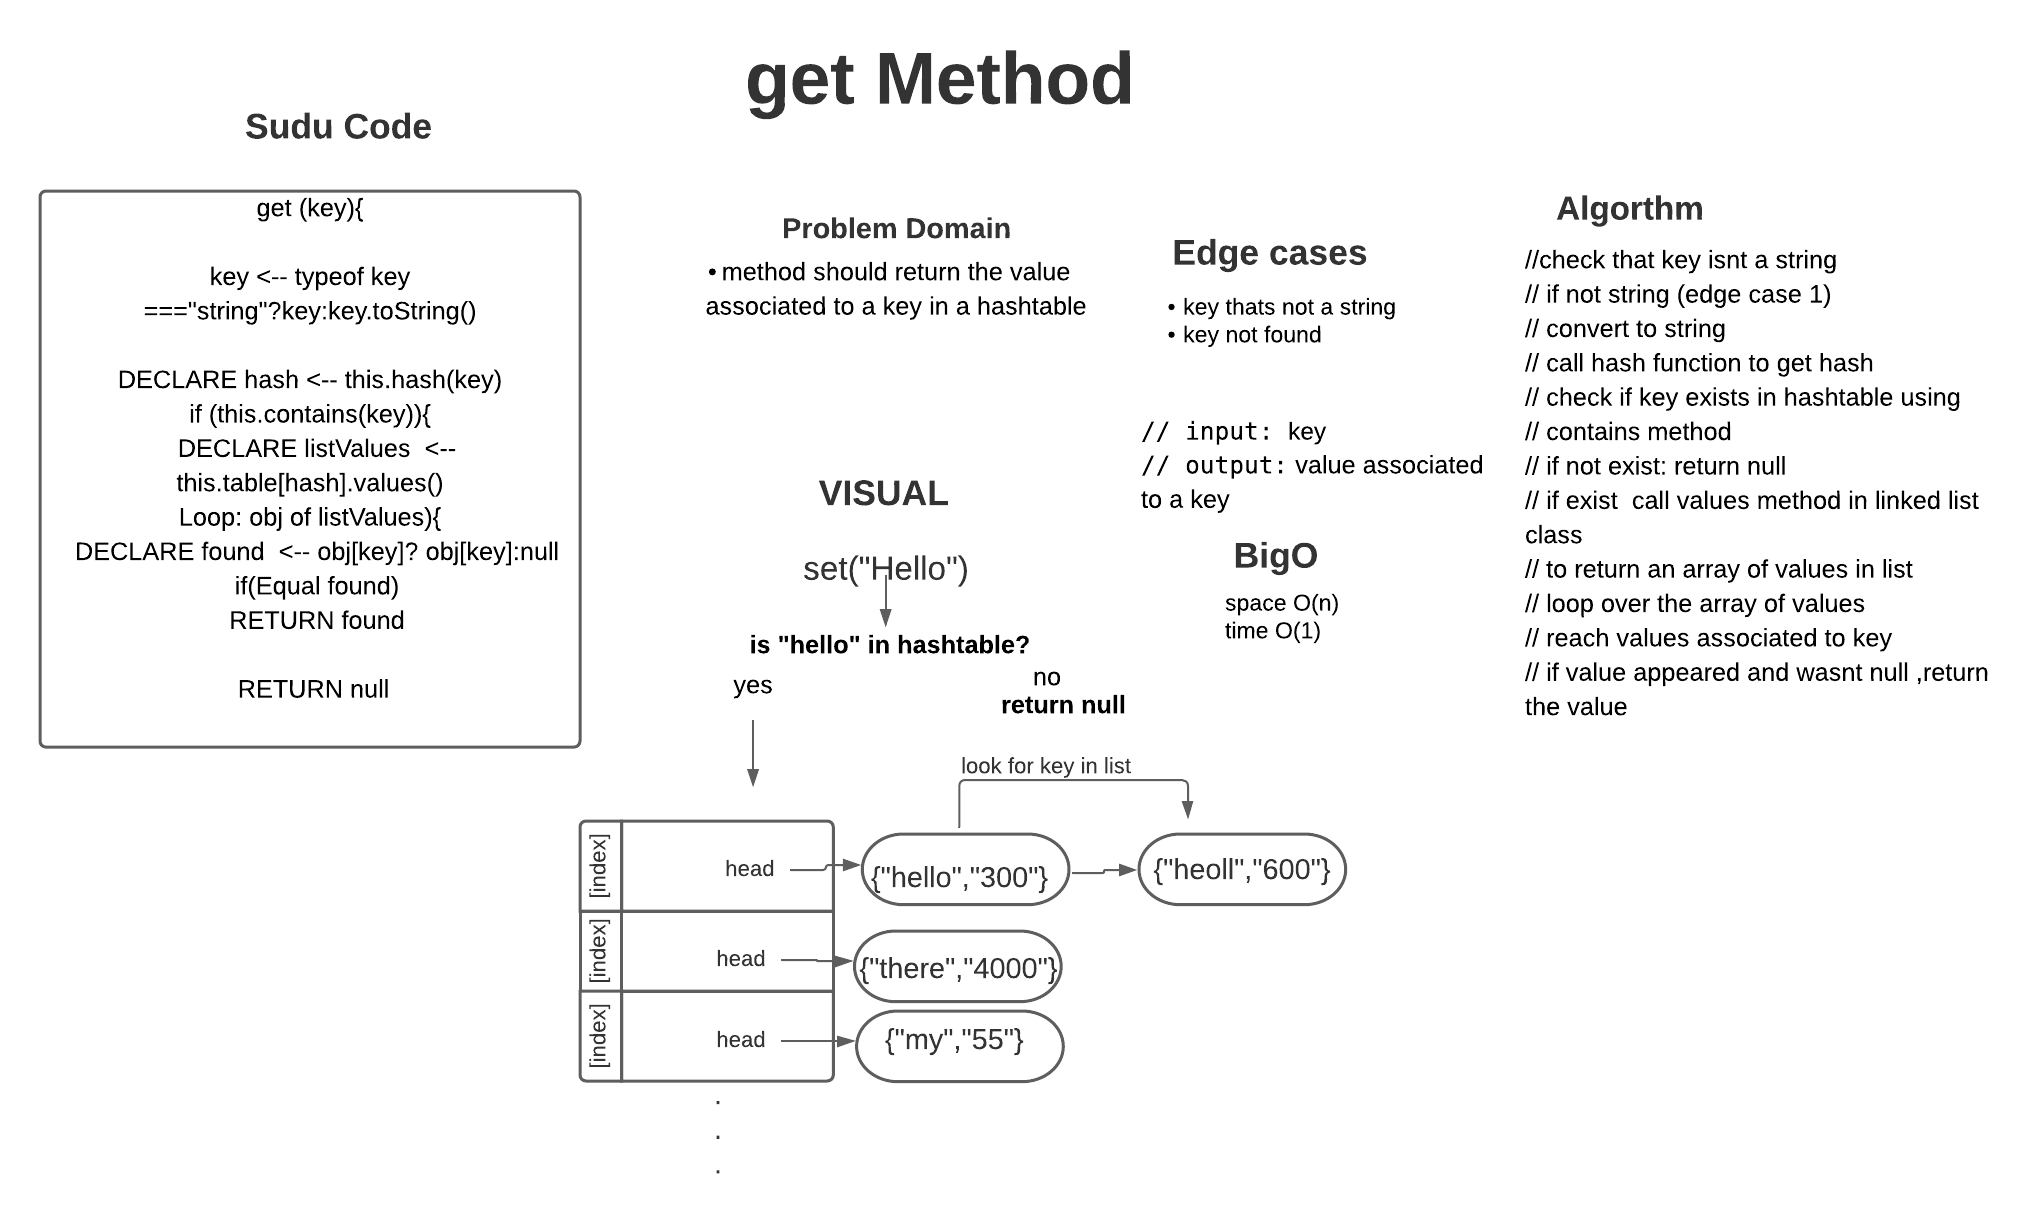 get Method
Sudu Code
get (key){
key <-- typeof key
==="string"?key:key.toString()
DECLARE hash <-- this.hash(key)
if (this.contains(key)){
DECLARE listValues  <--
this.table[hash].values()
Loop: obj of listValues){
DECLARE found  <-- obj[key]? obj[key]:null
if(Equal found)
RETURN found
RETURN null
Problem Domain
• method should return the value
associated to a key in a hashtable
Edge cases
• key thats not a string
• key not found
// input: key
// output: value associated
to a key
BigO
space O(n)
time O(1)
Algorthm
//check that key isnt a string
// if not string (edge case 1)
// convert to string
// call hash function to get hash
// check if key exists in hashtable using
// contains method
// if not exist: return null
// if exist  call values method in linked list
class
// to return an array of values in list
// loop over the array of values
// reach values associated to key
// if value appeared and wasnt null ,return
the value
VISUAL
set("Hello")
is "hello" in hashtable?
yes
no
return null
look for key in list
[index]
head
{"hello","300"}
{"heoll","600"}
[index]
head
{"there","4000"}
[index]
head
{"my","55"}
.
.
.